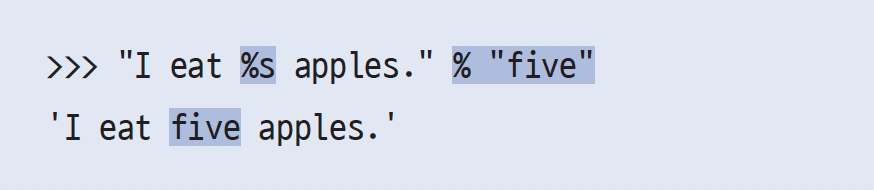 >>> "I eat %s apples." % "five"
'I eat five apples.'